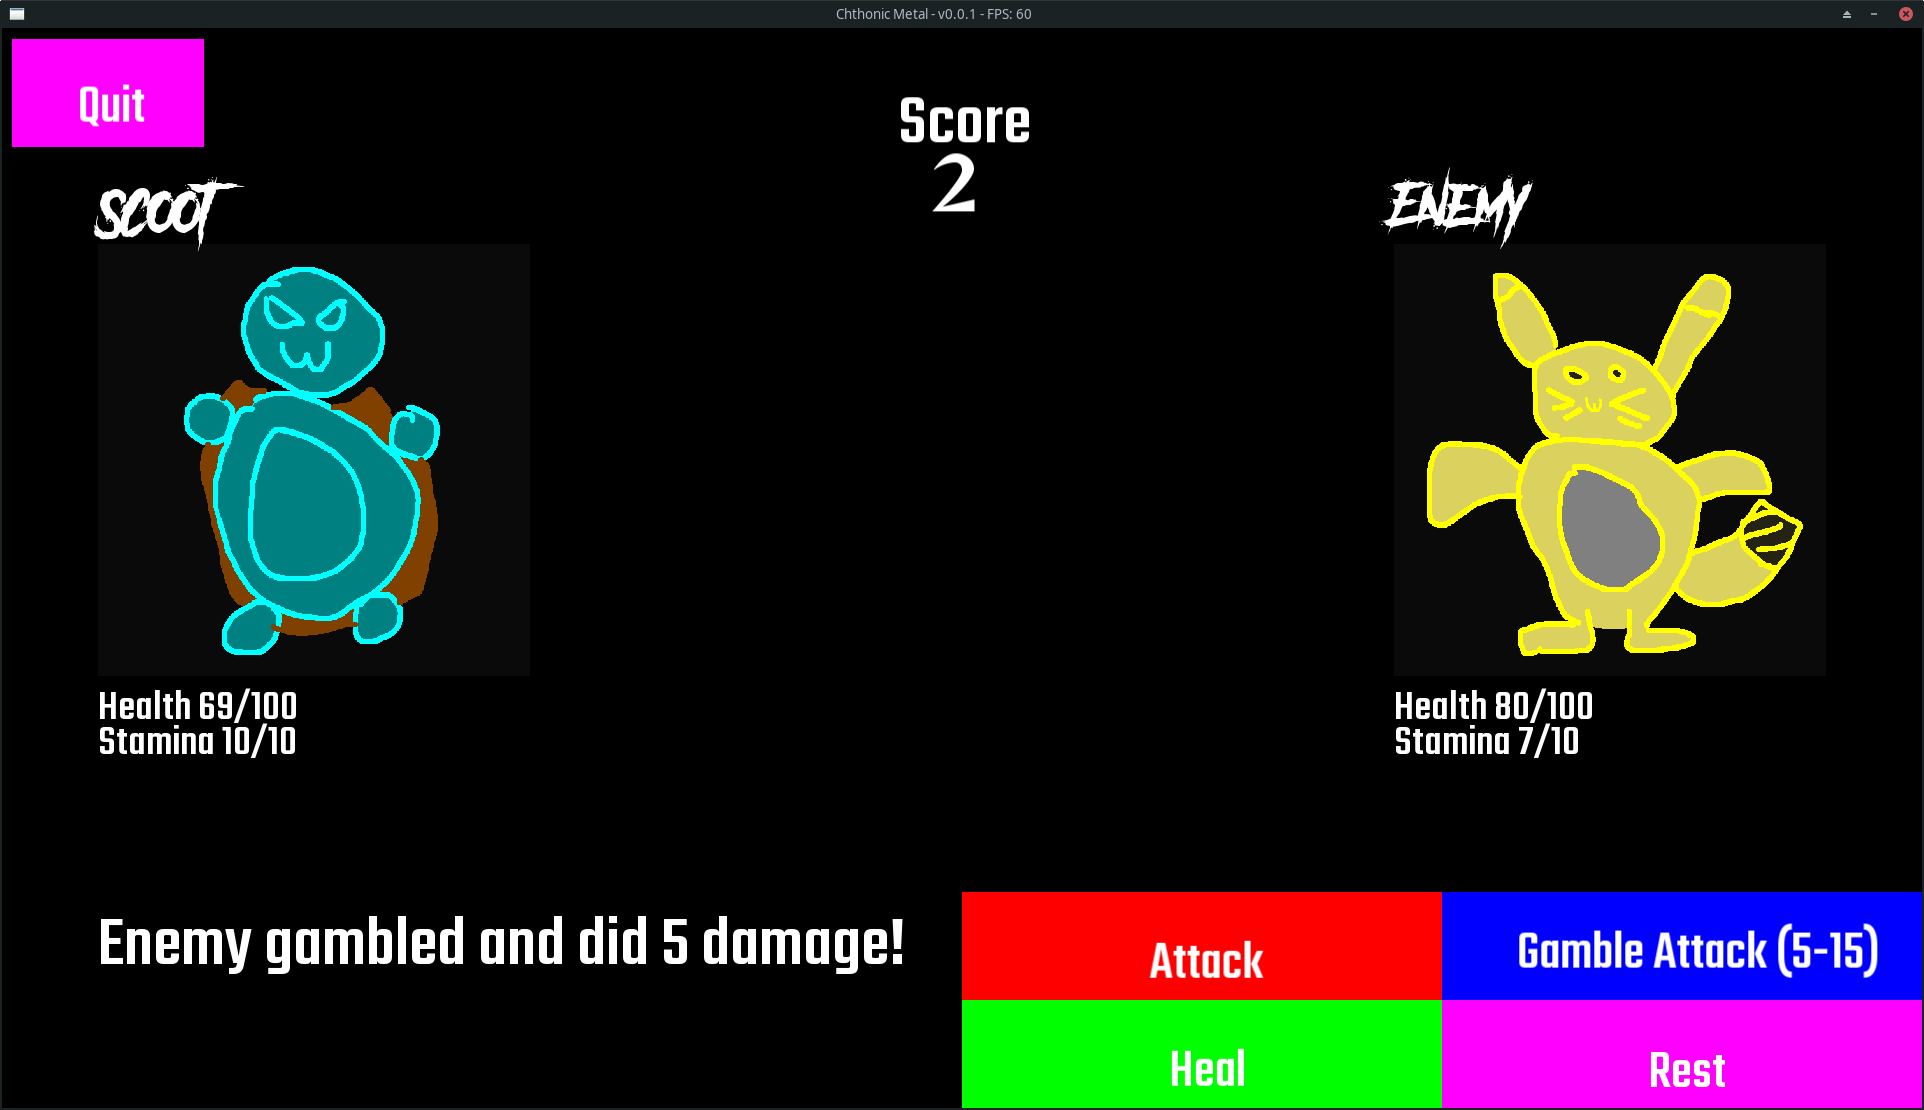 Chthonic Metal - v0.0.1 - FPS: 60
Quit
Score
2
SCOOT
ENEMY
Health 69/100
Stamina 10/10
Health 80/100
Stamina 7/10
Enemy gambled and did 5 damage!
Attack
Gamble Attack (5-15)
Heal
Rest